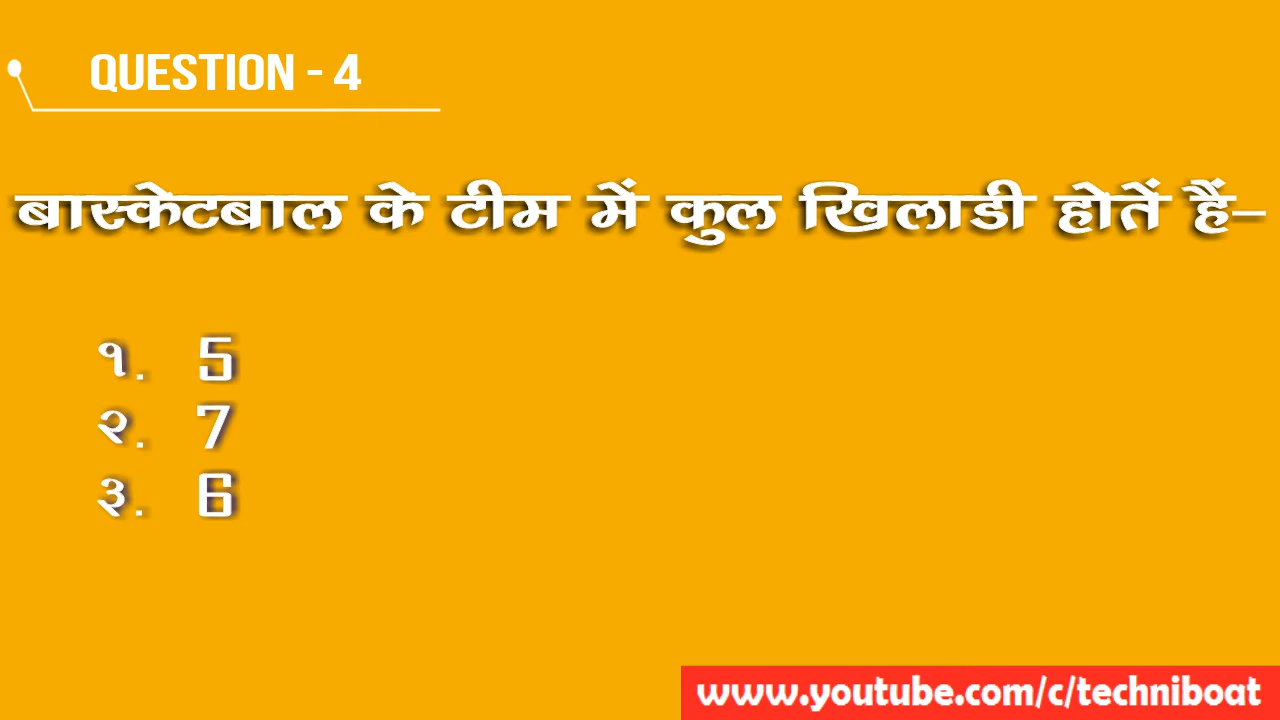 QUESTION - 4
बास्केटबाल के टीम में कुल खिलाडी होतें हैं–
१. 5
२. 7
३. 6
www.youtube.com/c/techniboat